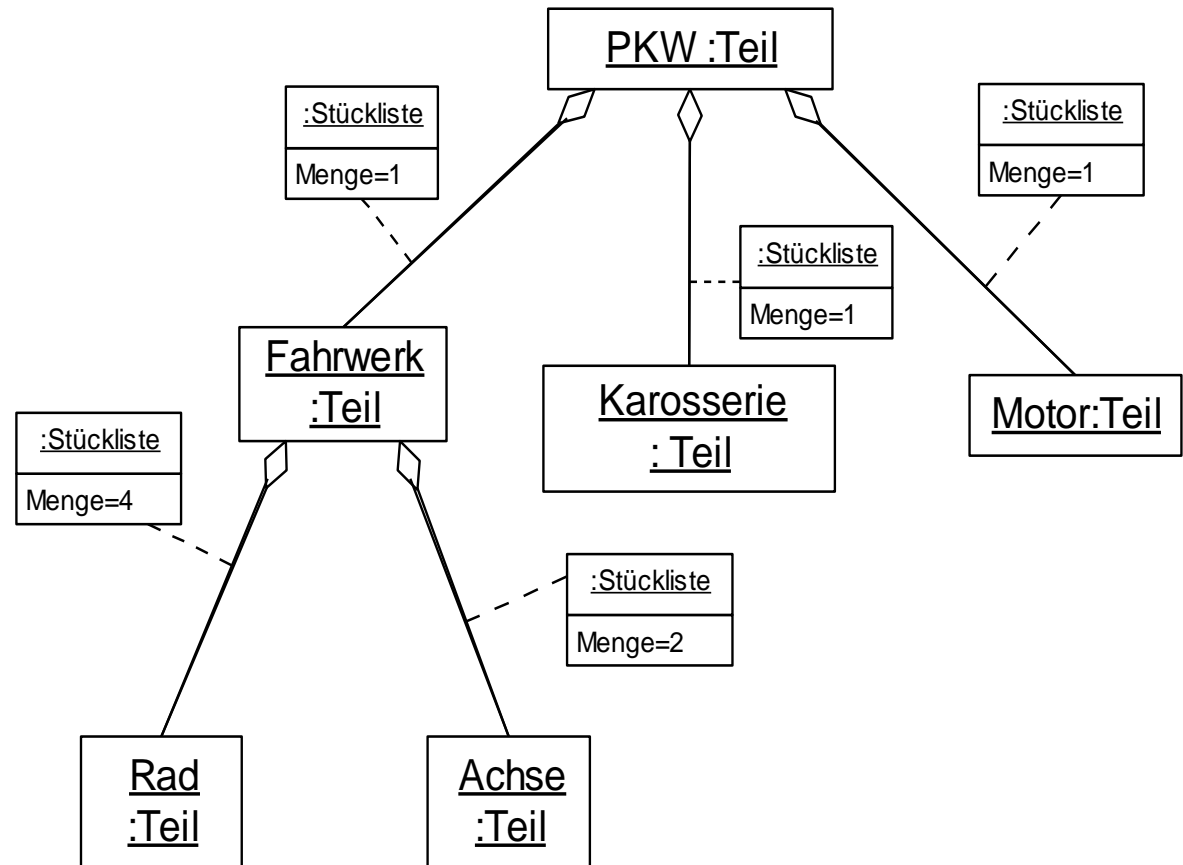 PKW :Teil
:Stückliste
Menge=1
:Stückliste
Menge=1
:Stückliste
Menge=1
Fahrwerk
:Teil
Karosserie
: Teil
Motor:Teil
:Stückliste
Menge=4
:Stückliste
Menge=2
Rad
:Teil
Achse
:Teil